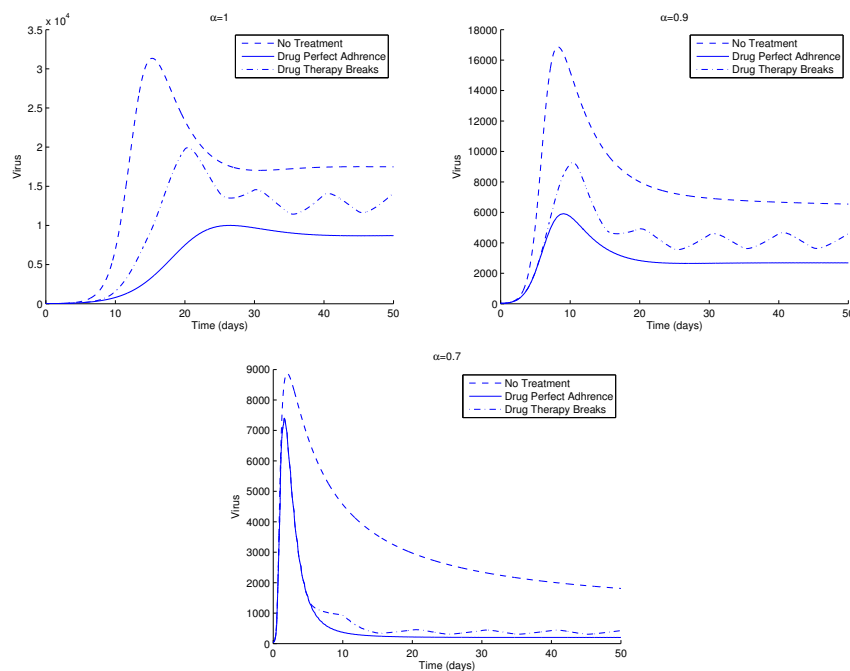 x 10⁴
α=1
3.5
3
2.5
2
1.5
1
0.5
0
Virus
0 10 20 30 40 50
Time (days)
No Treatment
Drug Perfect Adhrence
Drug Therapy Breaks
α=0.9
18000
16000
14000
12000
10000
8000
6000
4000
2000
0
Virus
0 10 20 30 40 50
Time (days)
No Treatment
Drug Perfect Adhrence
Drug Therapy Breaks
α=0.7
9000
8000
7000
6000
5000
4000
3000
2000
1000
0
Virus
0 10 20 30 40 50
Time (days)
No Treatment
Drug Perfect Adhrence
Drug Therapy Breaks